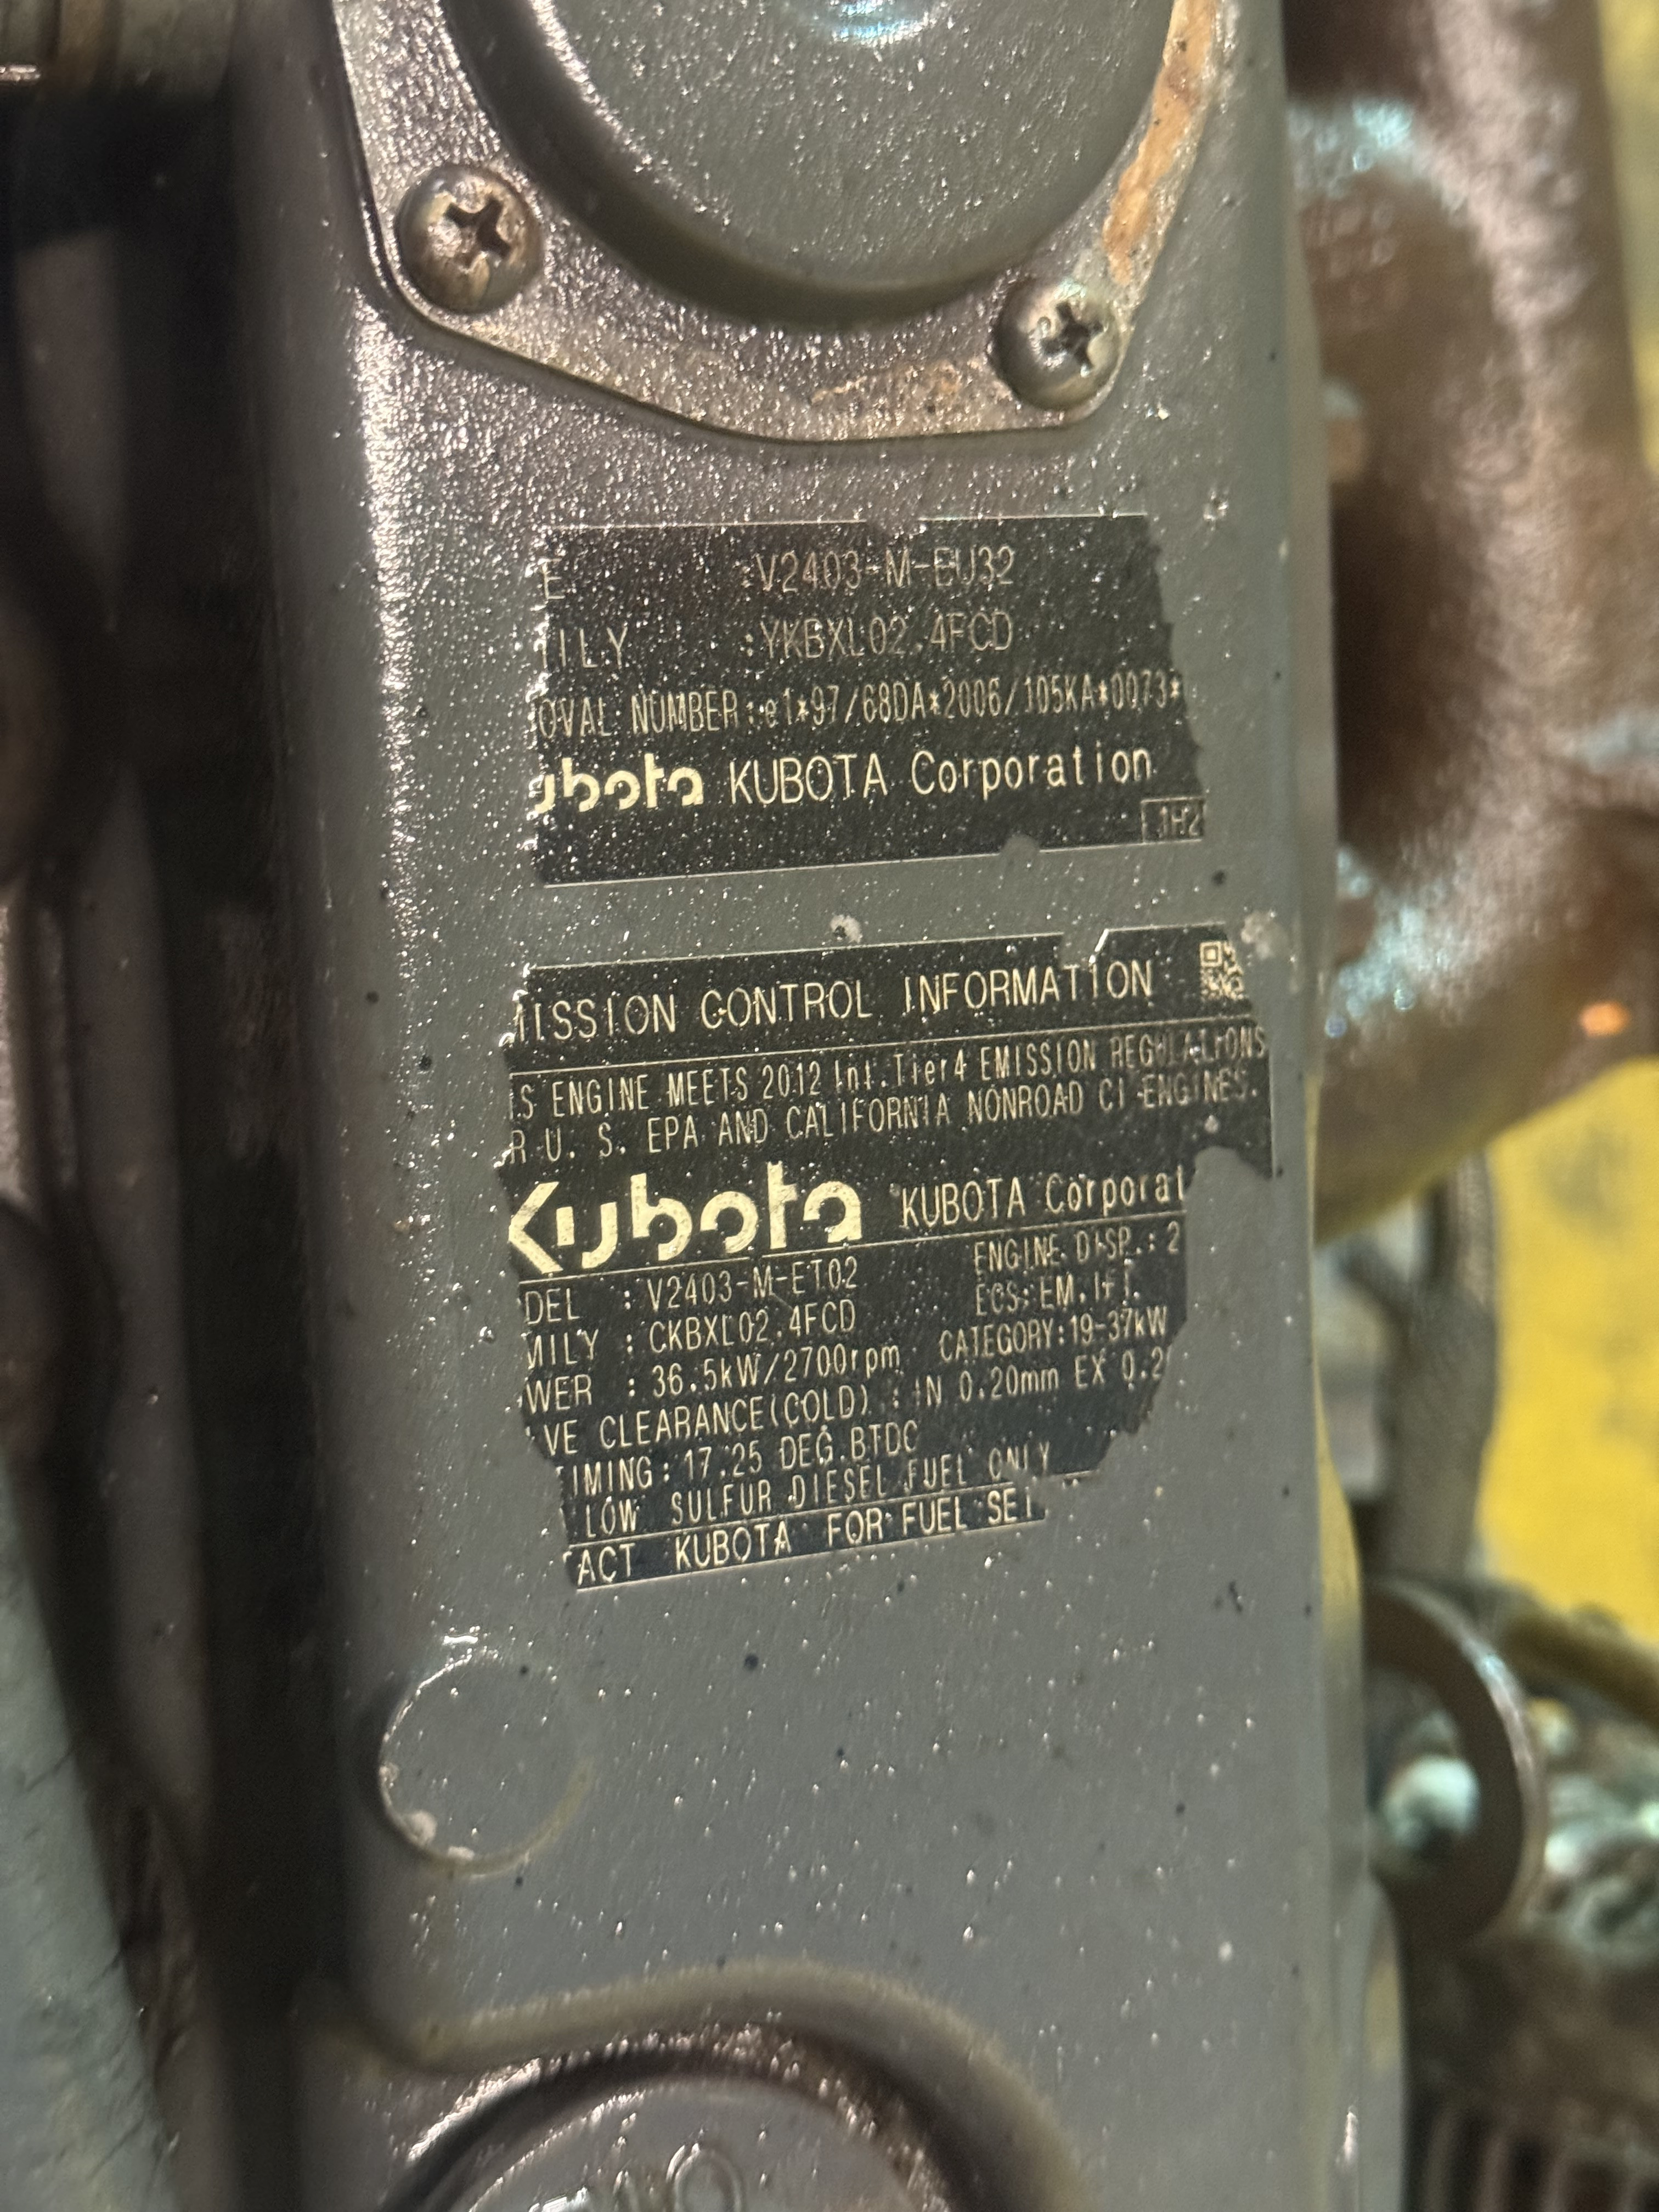 E :V2403-M-EU32
ILY :YKBXL02.4FCD
OVAL NUMBER:e1*97/68DA*2006/105KA*0073*
ubota KUBOTA Corporation
1H2
MISSION CONTROL INFORMATION
IS ENGINE MEETS 2012 Int.Tier4 EMISSION REGULATIONS
R U. S. EPA AND CALIFORNIA NONROAD CI ENGINES.
Kubota KUBOTA Corporat
DEL : V2403-M-ET02 ENGINE DISP.: 2
MILY : CKBXL02.4FCD ECS:EM, IFI.
WER : 36.5kW/2700rpm CATEGORY:19-37kW
VE CLEARANCE(COLD) : IN 0.20mm EX 0.2
IMING: 17.25 DEG.BTDC
LOW SULFUR DIESEL FUEL ONLY
TACT KUBOTA FOR FUEL SET